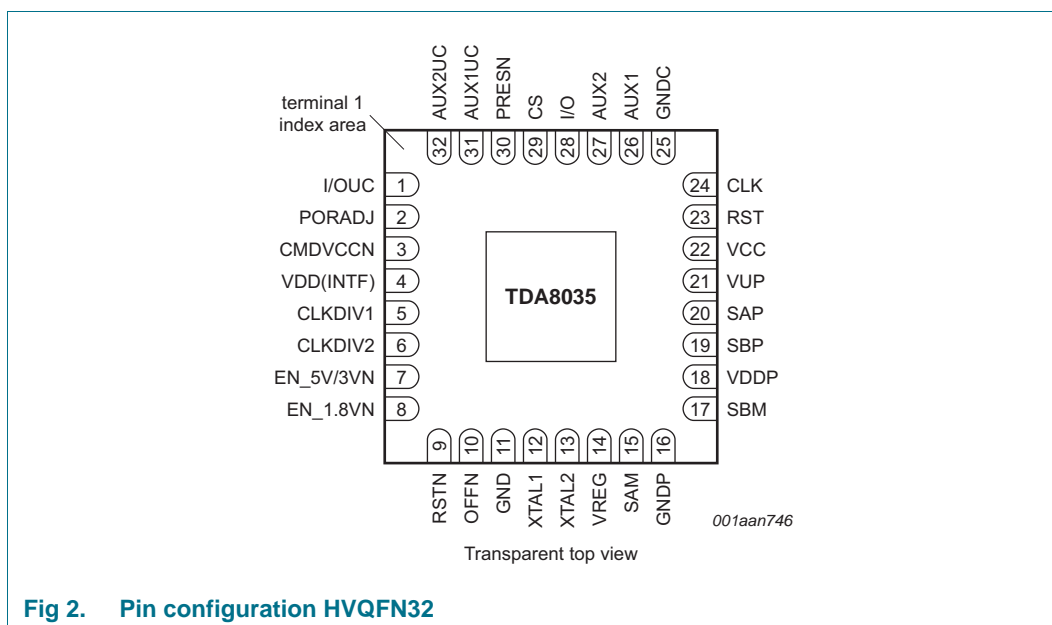 AUX2UC
AUX1UC
PRESN
CS
I/O
AUX2
AUX1
GNDC
terminal 1
index area
32
31
30
29
28
27
26
25
I/OUC 1
PORADJ 2
CMDVCCN 3
VDD(INTF) 4
CLKDIV1 5
CLKDIV2 6
EN_5V/3VN 7
EN_1.8VN 8
TDA8035
24 CLK
23 RST
22 VCC
21 VUP
20 SAP
19 SBP
18 VDDP
17 SBM
9
10
11
12
13
14
15
16
RSTN
OFFN
GND
XTAL1
XTAL2
VREG
SAM
GNDP
001aan746
Transparent top view
Fig 2. Pin configuration HVQFN32